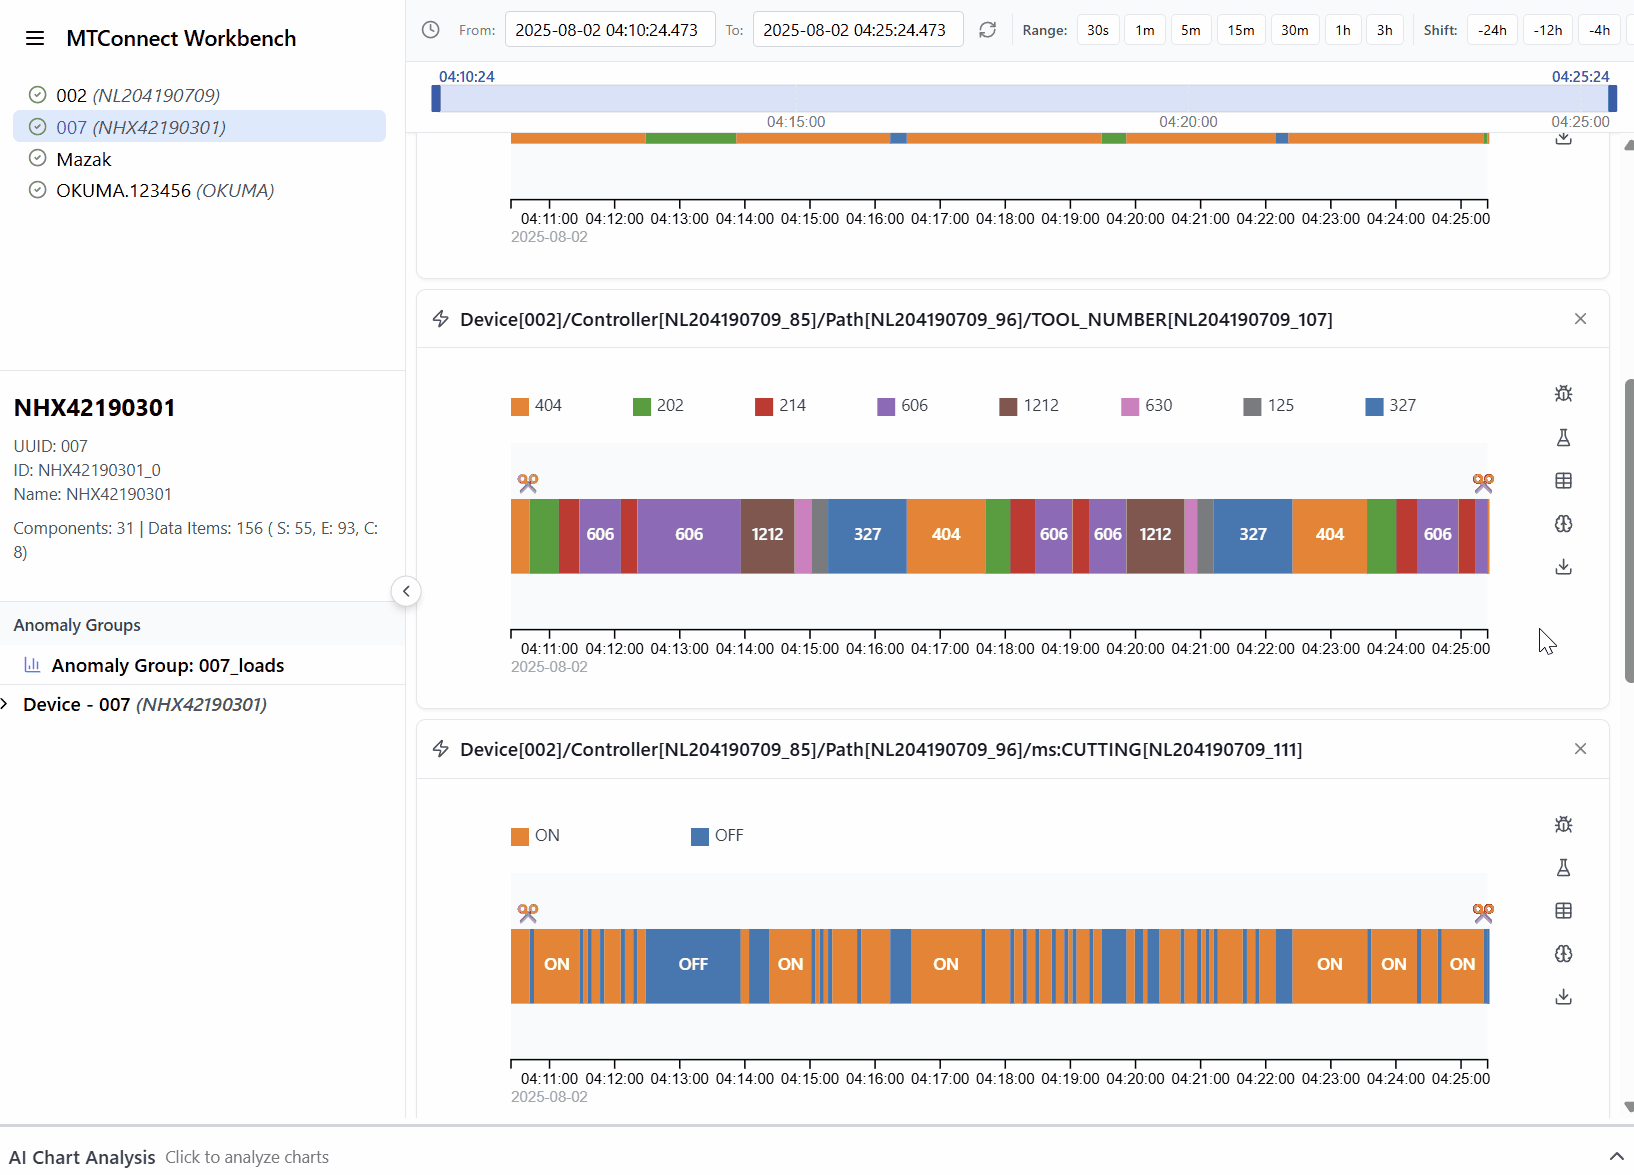 MTConnect Workbench
002 (NL204190709)
007 (NHX42190301)
Mazak
OKUMA.123456 (OKUMA)
NHX42190301
UUID: 007
ID: NHX42190301_0
Name: NHX42190301
Components: 31 | Data Items: 156 ( S: 55, E: 93, C:
8)
Anomaly Groups
Anomaly Group: 007_loads
Device - 007 (NHX42190301)
From: 2025-08-02 04:10:24.473 To: 2025-08-02 04:25:24.473 Range: 30s 1m 5m 15m 30m 1h 3h Shift: -24h -12h -4h
04:10:24 04:25:24
04:15:00 04:20:00 04:25:00
04:11:00 04:12:00 04:13:00 04:14:00 04:15:00 04:16:00 04:17:00 04:18:00 04:19:00 04:20:00 04:21:00 04:22:00 04:23:00 04:24:00 04:25:00
2025-08-02
Device[002]/Controller[NL204190709_85]/Path[NL204190709_96]/TOOL_NUMBER[NL204190709_107]
404 202 214 606 1212 630 125 327
606 606 1212 327 404 606 606 1212 327 404 606
04:11:00 04:12:00 04:13:00 04:14:00 04:15:00 04:16:00 04:17:00 04:18:00 04:19:00 04:20:00 04:21:00 04:22:00 04:23:00 04:24:00 04:25:00
2025-08-02
Device[002]/Controller[NL204190709_85]/Path[NL204190709_96]/ms:CUTTING[NL204190709_111]
ON OFF
ON OFF ON ON ON ON ON
04:11:00 04:12:00 04:13:00 04:14:00 04:15:00 04:16:00 04:17:00 04:18:00 04:19:00 04:20:00 04:21:00 04:22:00 04:23:00 04:24:00 04:25:00
2025-08-02
AI Chart Analysis Click to analyze charts